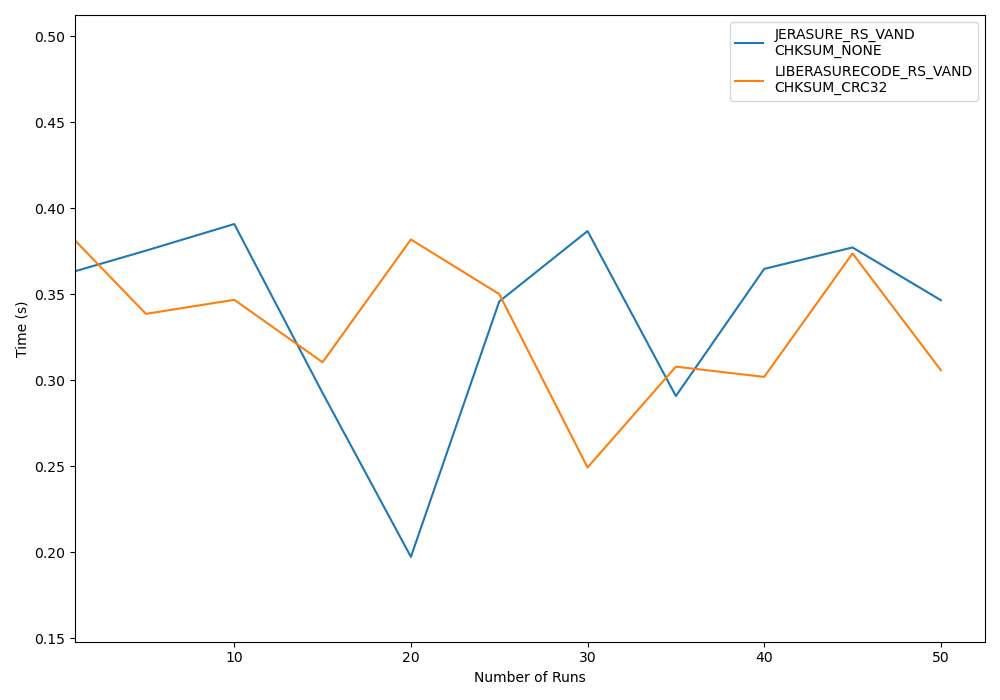 JERASURE_RS_VAND
CHKSUM_NONE
LIBERASURECODE_RS_VAND
CHKSUM_CRC32
0.50
0.45
0.40
0.35
0.30
0.25
0.20
0.15
Time (s)
10 20 30 40 50
Number of Runs